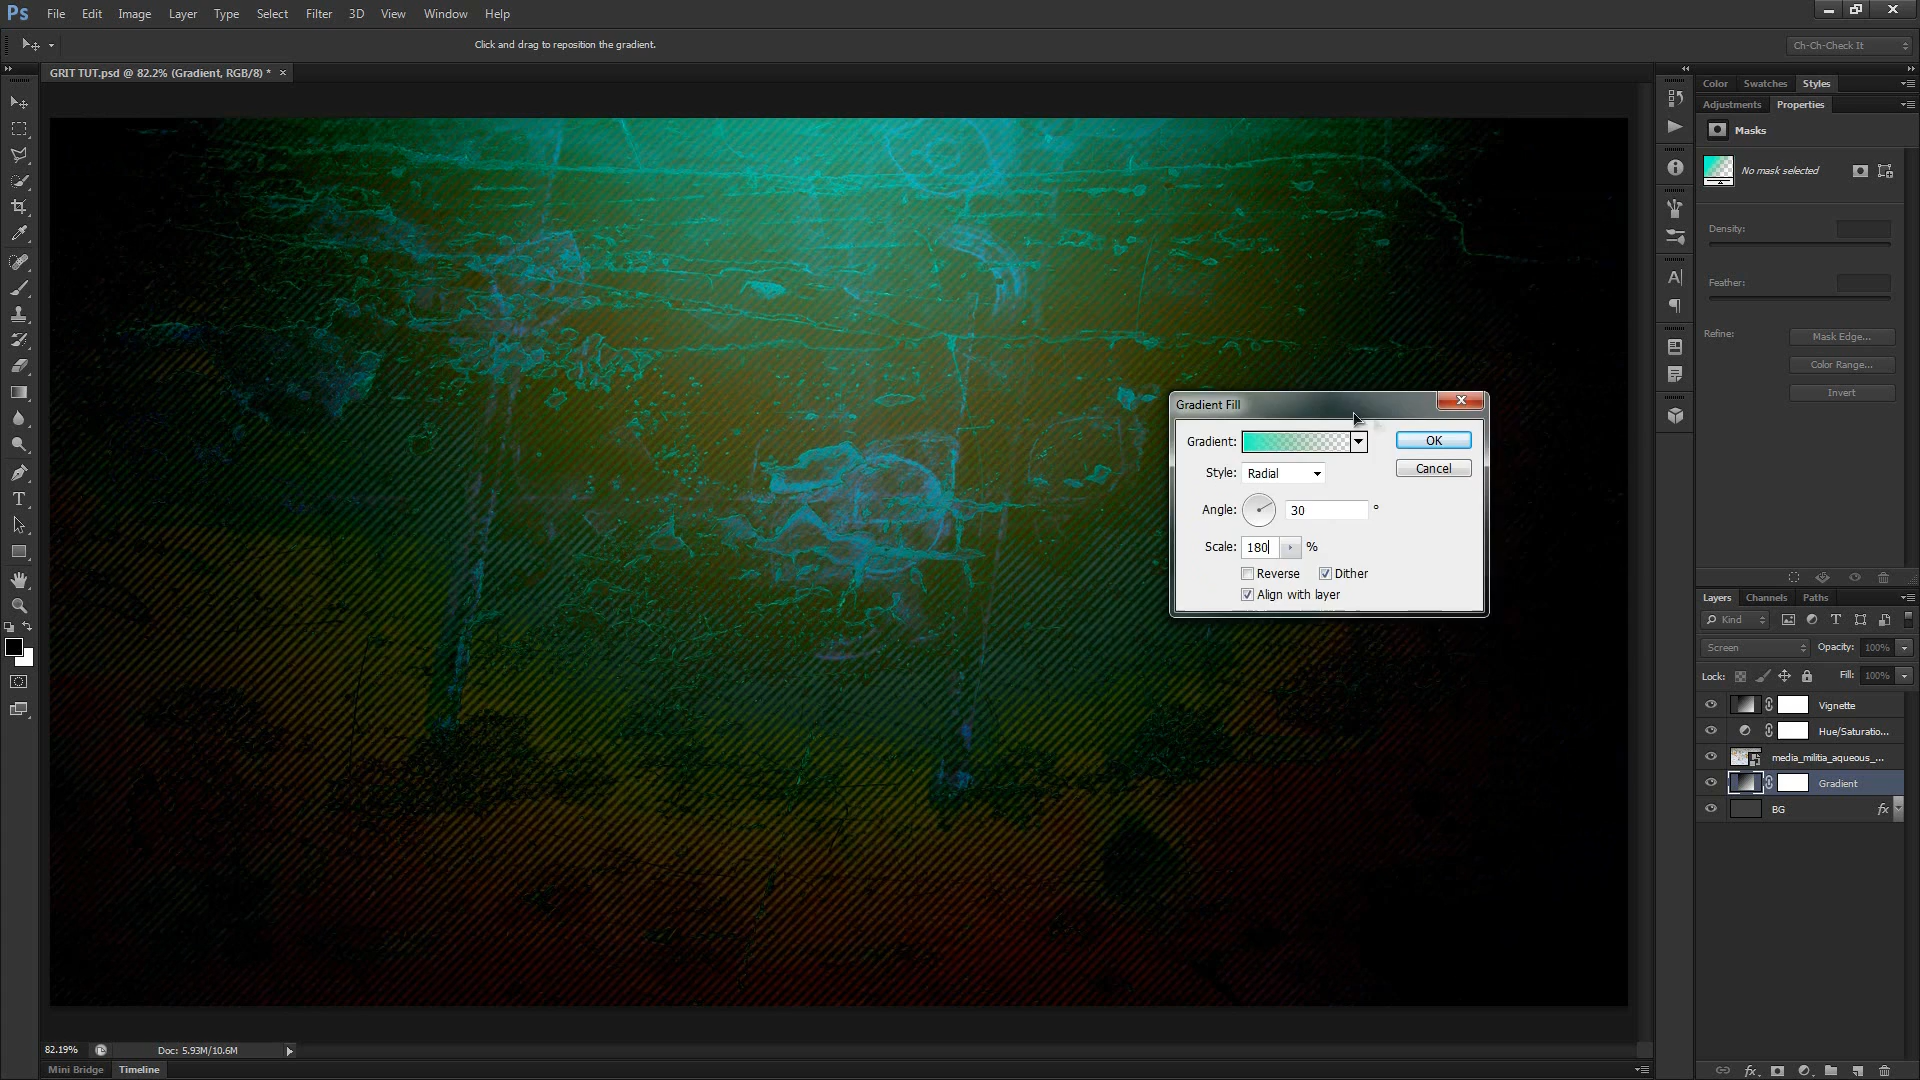 Ps File Edit Image Layer Type Select Filter 3D View Window Help
Click and drag to reposition the gradient.
Ch-Ch-Check It
GRIT TUT.psd @ 82.2% (Gradient, RGB/8) * ×
Color Swatches Styles
Adjustments Properties
Masks
No mask selected
Density:
Feather:
Refine: Mask Edge...
Color Range...
Invert
Gradient Fill
Gradient: OK
Style: Radial Cancel
Angle: 30 °
Scale: 180 %
Reverse Dither
Align with layer
Layers Channels Paths
Kind
Screen Opacity: 100%
Lock: Fill: 100%
Vignette
Hue/Saturatio...
media_militia_aqueous_...
Gradient
BG fx
82.19% Doc: 5.93M/10.6M
Mini Bridge Timeline
fx